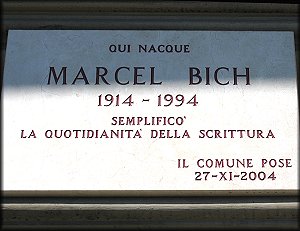 QUI NACQUE
MARCEL BICH
1914 - 1994
SEMPLIFICO'
LA QUOTIDIANITA' DELLA SCRITTURA
IL COMUNE POSE
27-XI-2004